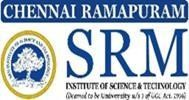 CHENNAI RAMAPURAM
SRM
INSTITUTE OF SCIENCE & TECHNOLOGY
(Deemed to be University u/s 3 of UGC Act, 1956)